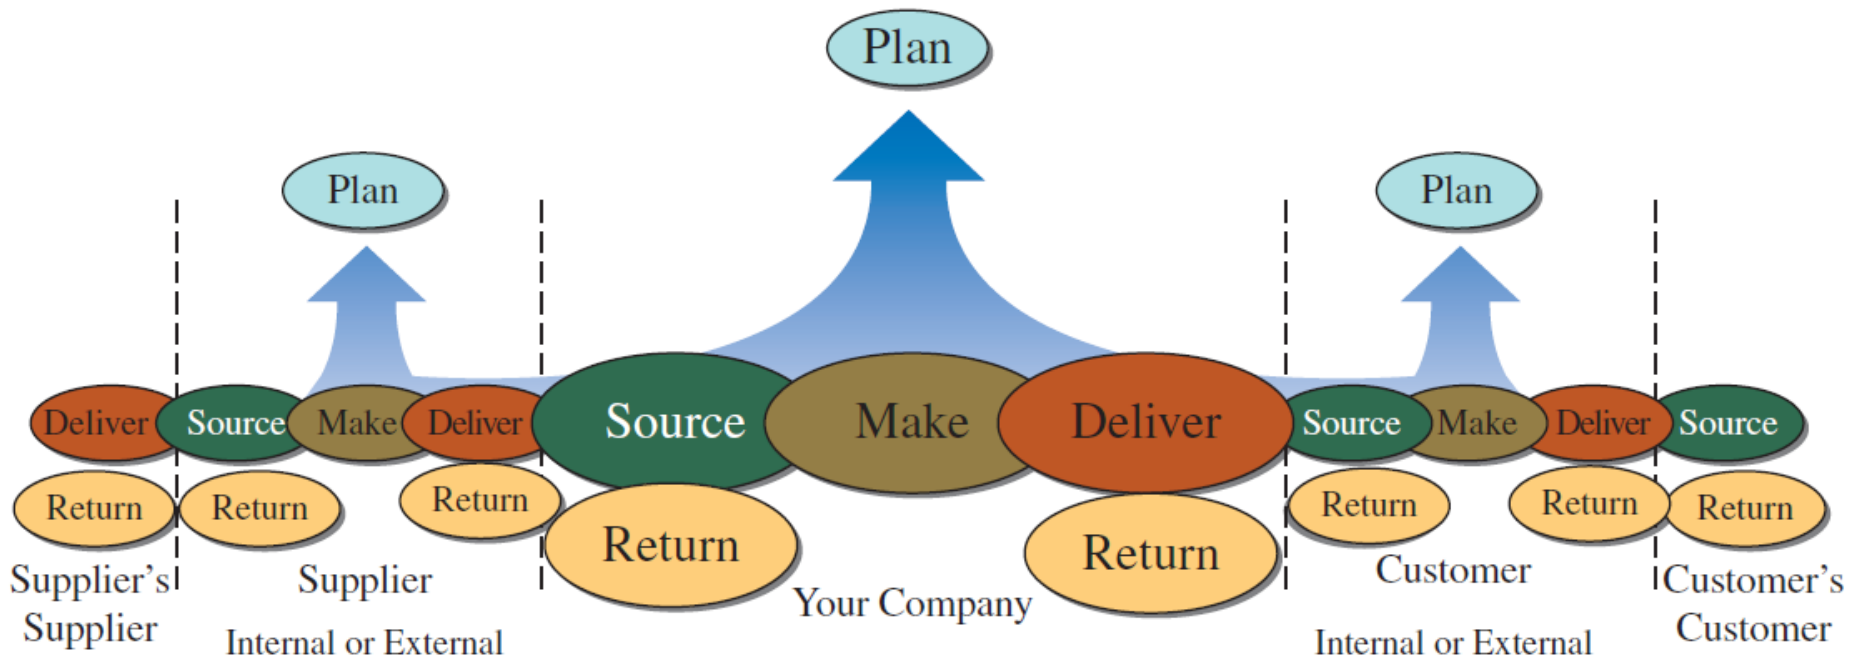 Plan
Plan
Plan
Deliver
Source
Make
Deliver
Source
Make
Deliver
Source
Make
Deliver
Source
Return
Return
Return
Return
Return
Return
Return
Return
Supplier's
Supplier
Supplier
Internal or External
Your Company
Customer
Internal or External
Customer's
Customer